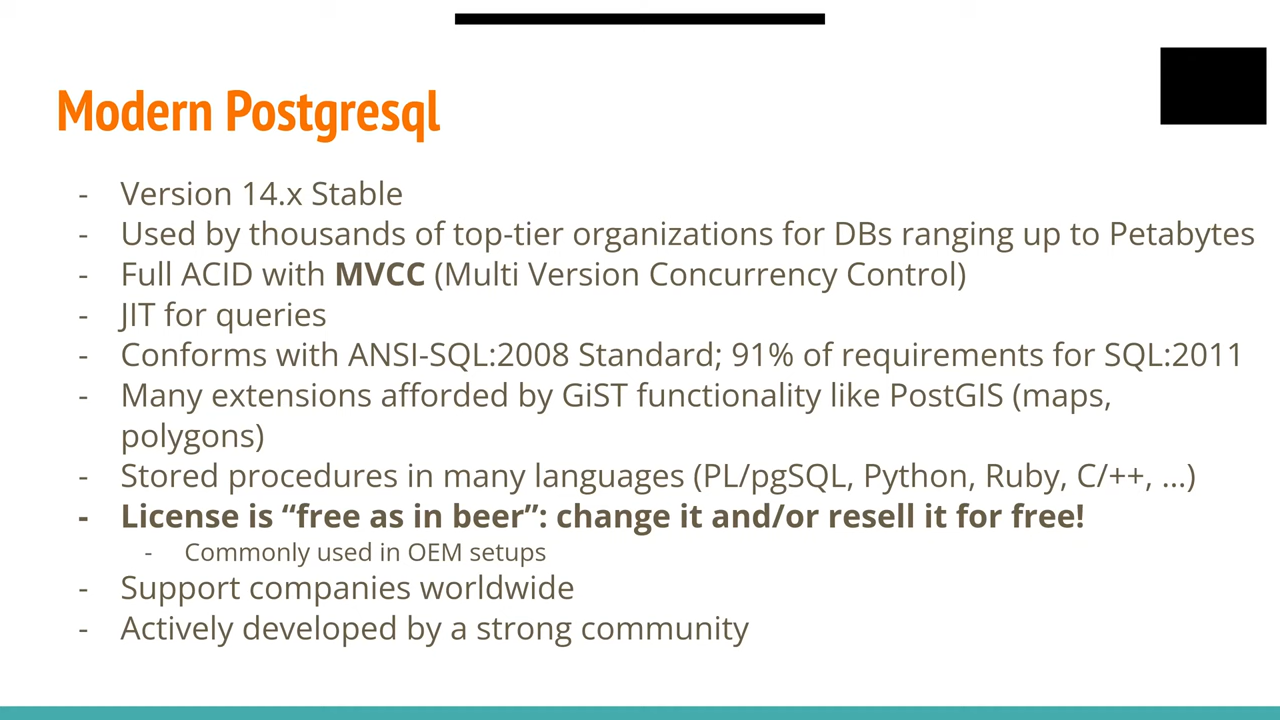 Modern Postgresql
- Version 14.x Stable
- Used by thousands of top-tier organizations for DBs ranging up to Petabytes
- Full ACID with MVCC (Multi Version Concurrency Control)
- JIT for queries
- Conforms with ANSI-SQL:2008 Standard; 91% of requirements for SQL:2011
- Many extensions afforded by GiST functionality like PostGIS (maps,
polygons)
- Stored procedures in many languages (PL/pgSQL, Python, Ruby, C/++, ...)
- License is “free as in beer”: change it and/or resell it for free!
- Commonly used in OEM setups
- Support companies worldwide
- Actively developed by a strong community